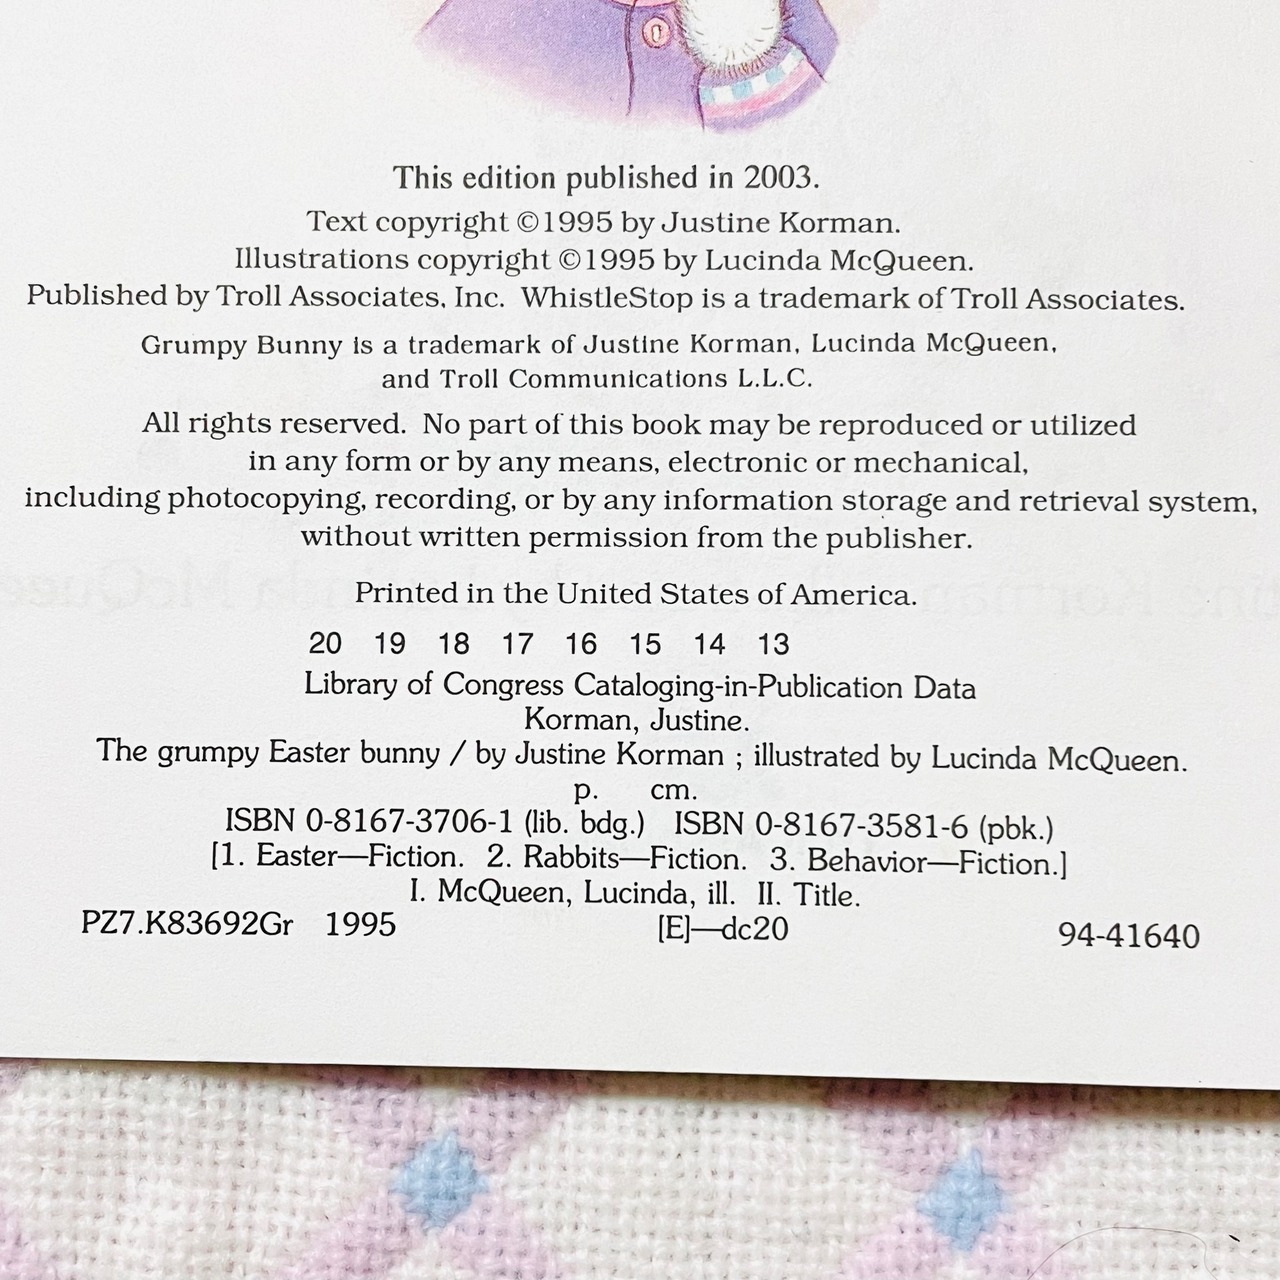 This edition published in 2003.
Text copyright ©1995 by Justine Korman.
Illustrations copyright ©1995 by Lucinda McQueen.
Published by Troll Associates, Inc. WhistleStop is a trademark of Troll Associates.
Grumpy Bunny is a trademark of Justine Korman, Lucinda McQueen,
and Troll Communications L.L.C.
All rights reserved. No part of this book may be reproduced or utilized
in any form or by any means, electronic or mechanical,
including photocopying, recording, or by any information storage and retrieval system,
without written permission from the publisher.
Printed in the United States of America.
20 19 18 17 16 15 14 13
Library of Congress Cataloging-in-Publication Data
Korman, Justine.
The grumpy Easter bunny / by Justine Korman ; illustrated by Lucinda McQueen.
p. cm.
ISBN 0-8167-3706-1 (lib. bdg.) ISBN 0-8167-3581-6 (pbk.)
[1. Easter—Fiction. 2. Rabbits—Fiction. 3. Behavior—Fiction.]
I. McQueen, Lucinda, ill. II. Title.
PZ7.K83692Gr 1995 [E]—dc20 94-41640